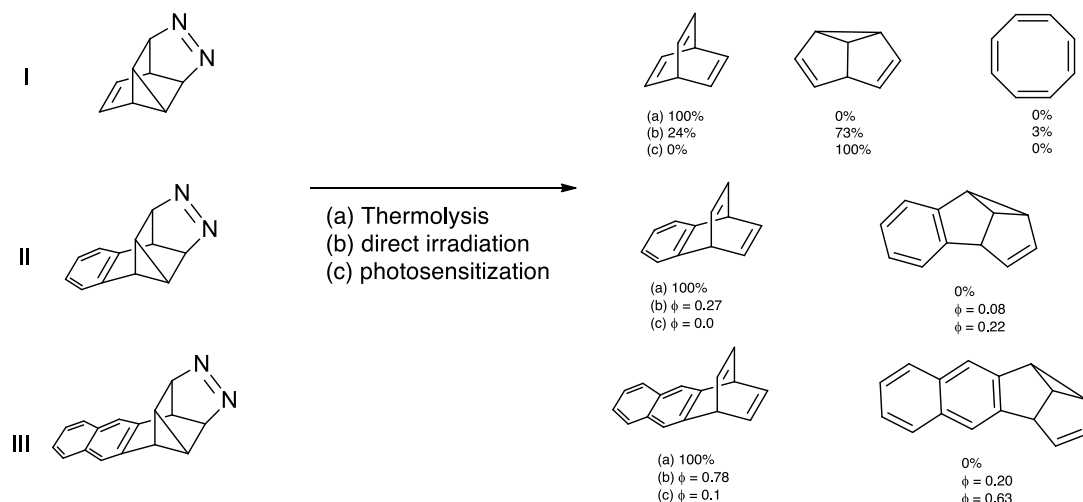 N
N
I
(a) 100%
(b) 24%
(c) 0%
0%
73%
100%
0%
3%
0%
N
N
II
(a) Thermolysis
(b) direct irradiation
(c) photosensitization
(a) 100%
(b) ϕ = 0.27
(c) ϕ = 0.0
0%
ϕ = 0.08
ϕ = 0.22
N
N
III
(a) 100%
(b) ϕ = 0.78
(c) ϕ = 0.1
0%
ϕ = 0.20
ϕ = 0.63